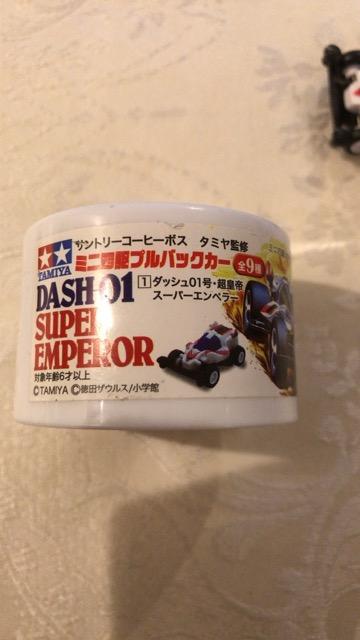 サントリーコーヒーボス タミヤ監修
TAMIYA
ミニ四駆プルバックカー 全9種
DASH-01
SUPER
EMPEROR
1 ダッシュ01号・超皇帝
スーパーエンペラー
対象年齢6才以上
©TAMIYA ©徳田ザウルス/小学館